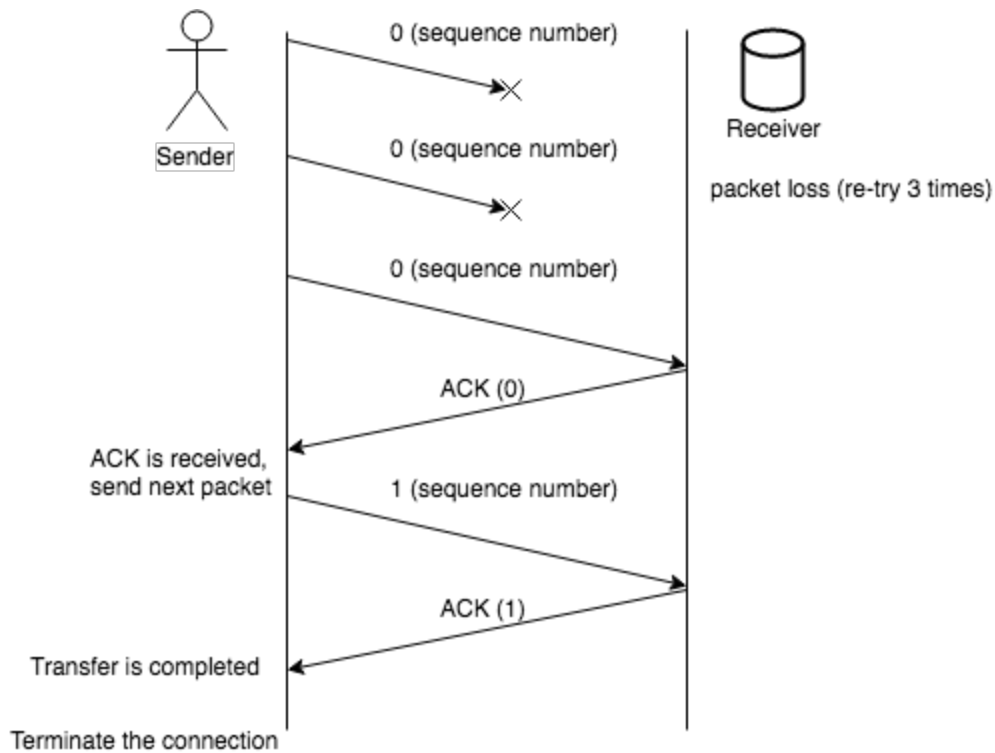 0 (sequence number)
Receiver
Sender
0 (sequence number)
packet loss (re-try 3 times)
0 (sequence number)
ACK (0)
ACK is received,
send next packet
1 (sequence number)
ACK (1)
Transfer is completed
Terminate the connection